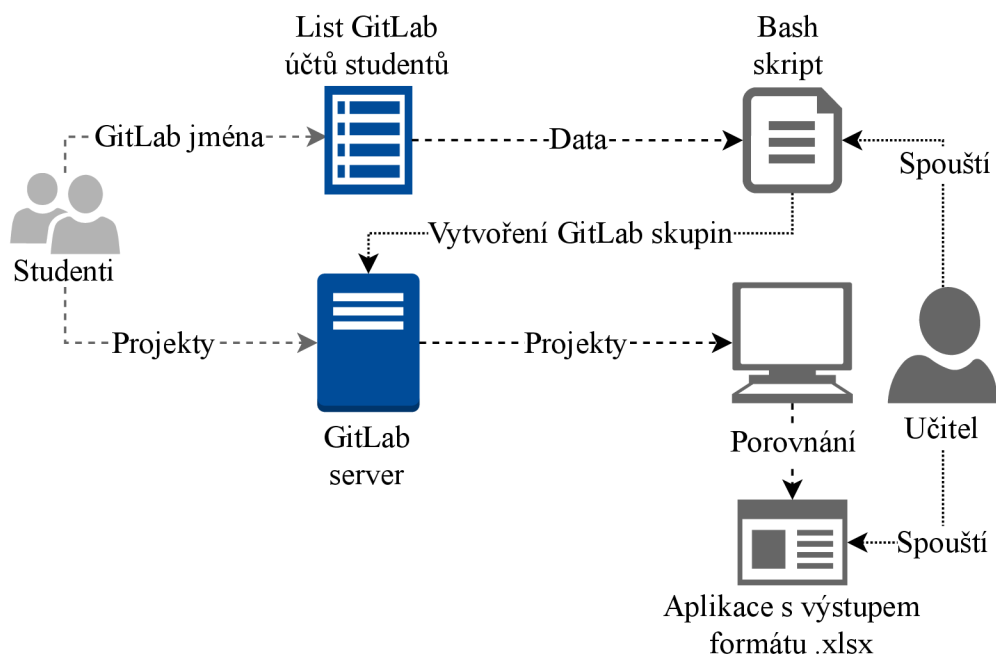 List GitLab
účtů studentů
Bash
skript
GitLab jména
Data
Spouští
Vytvoření GitLab skupin
Studenti
Projekty
Projekty
GitLab
server
Porovnání
Učitel
Spouští
Aplikace s výstupem
formátu .xlsx